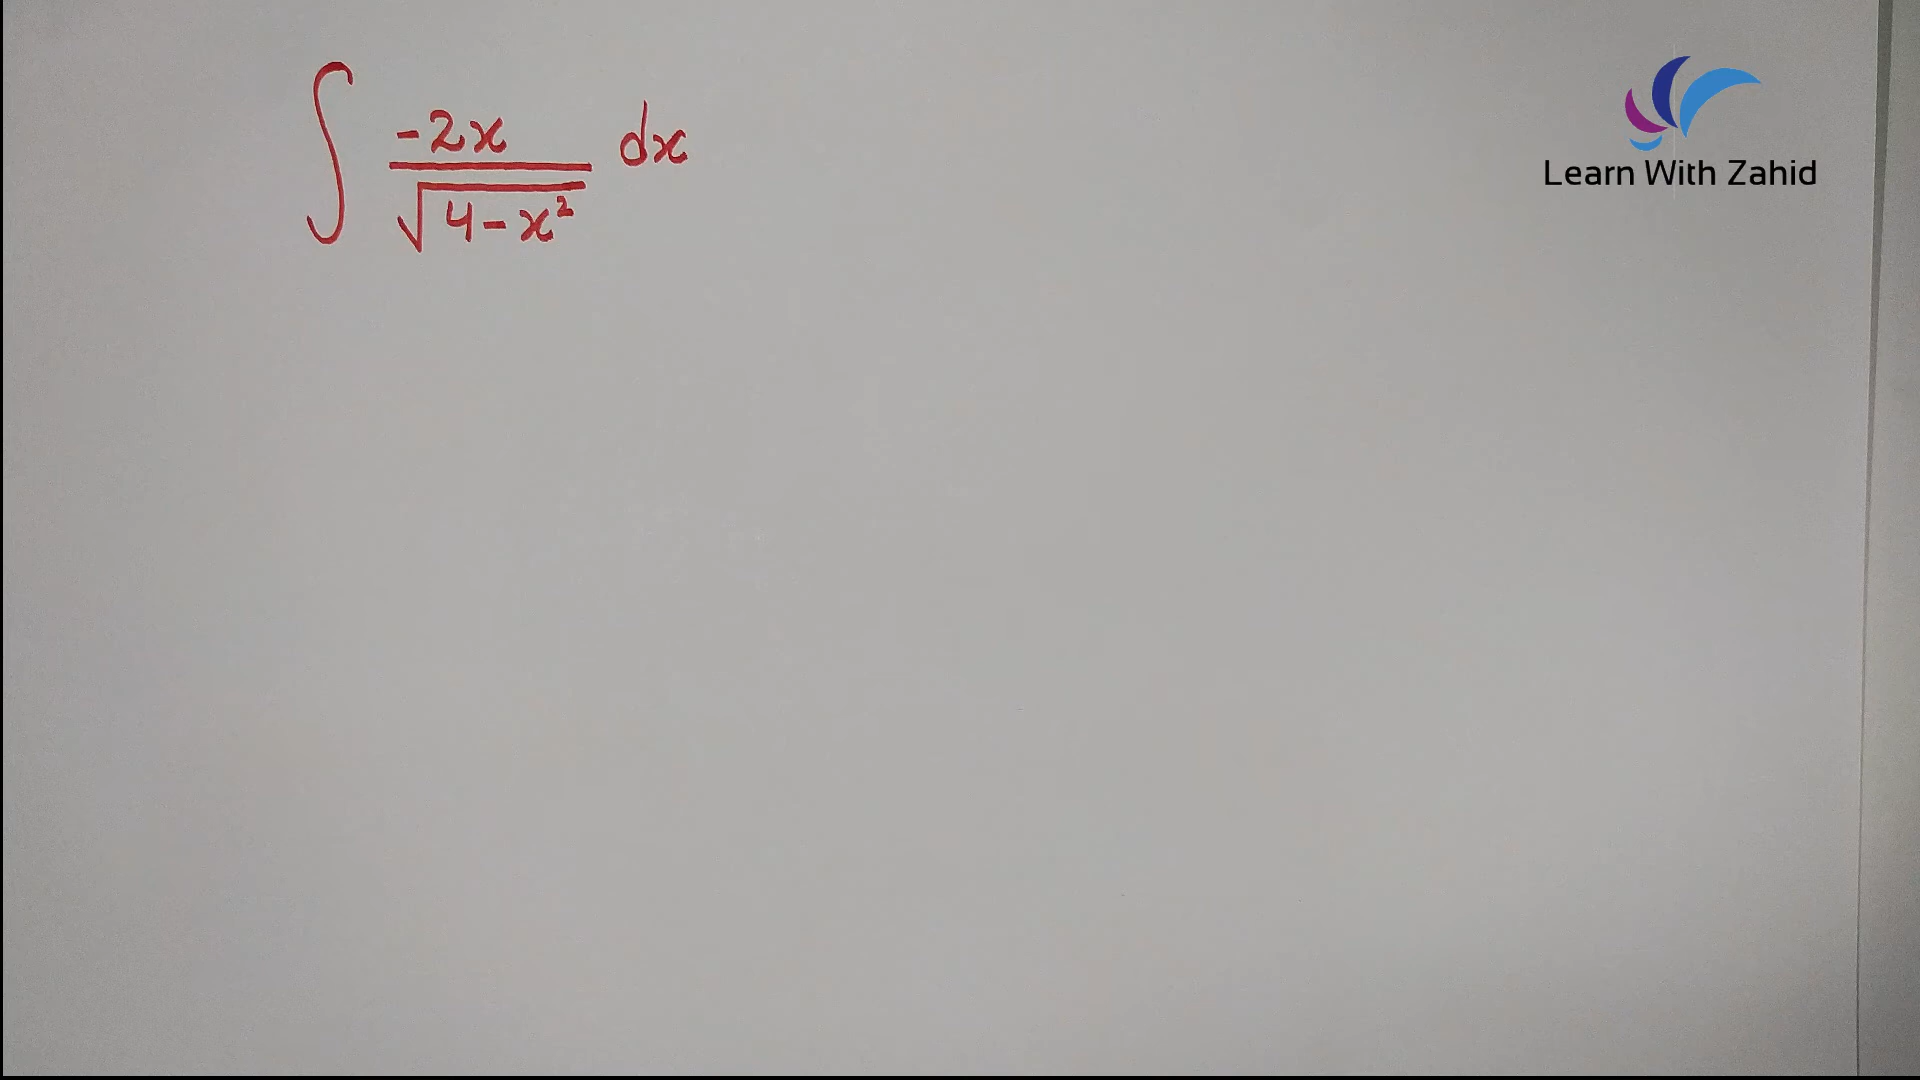 ∫ -2x / √(4-x²) dx
Learn With Zahid